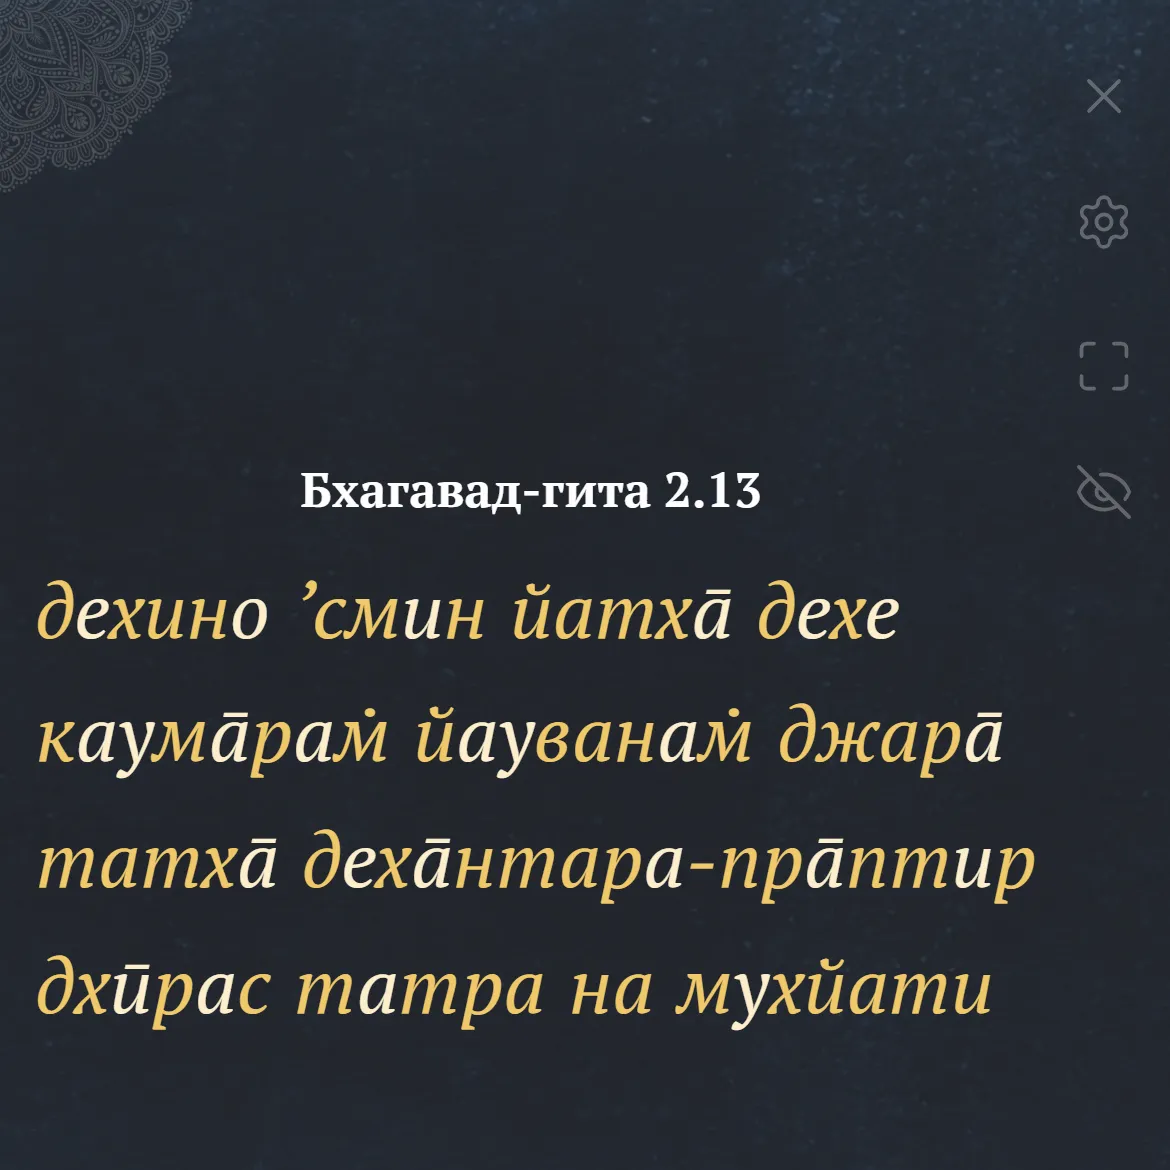 Бхагавад-гита 2.13
дехино ’смин йатха̄ дехе
каума̄рам̇ йауванам̇ джара̄
татха̄ деха̄нтара-пра̄птир
дхӣрас татра на мухйати